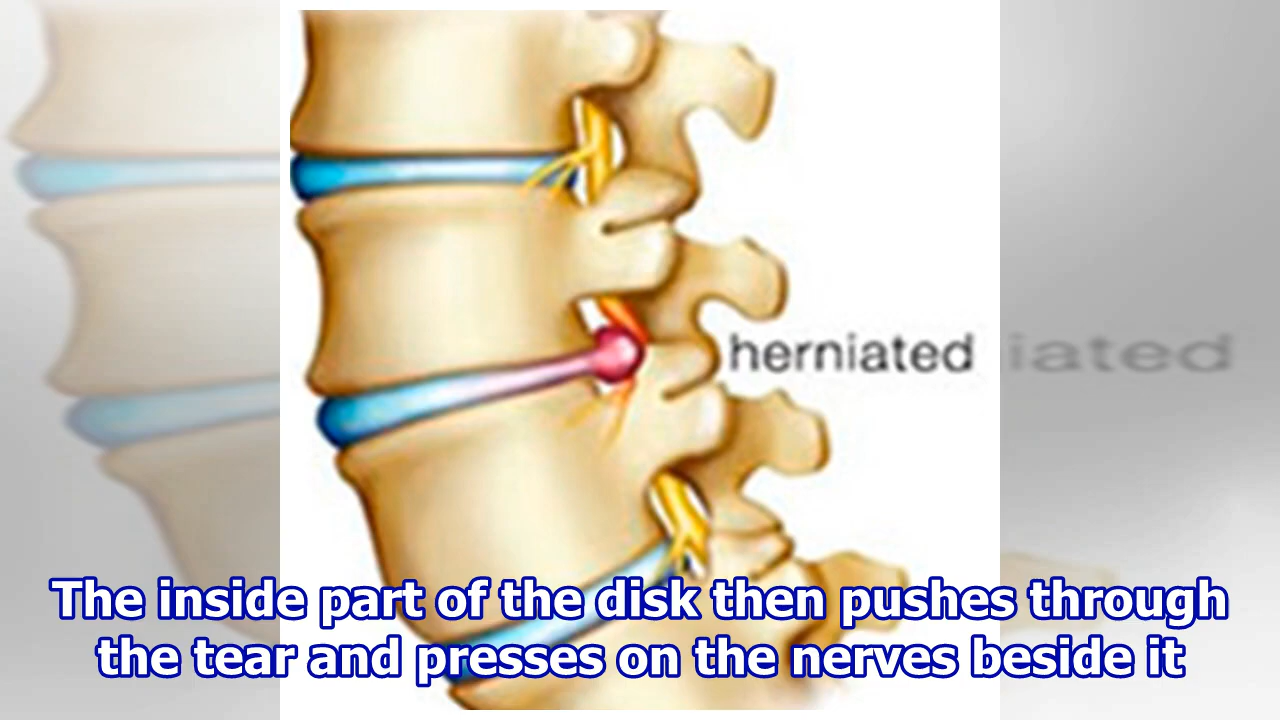 herniated iated
The inside part of the disk then pushes through
the tear and presses on the nerves beside it